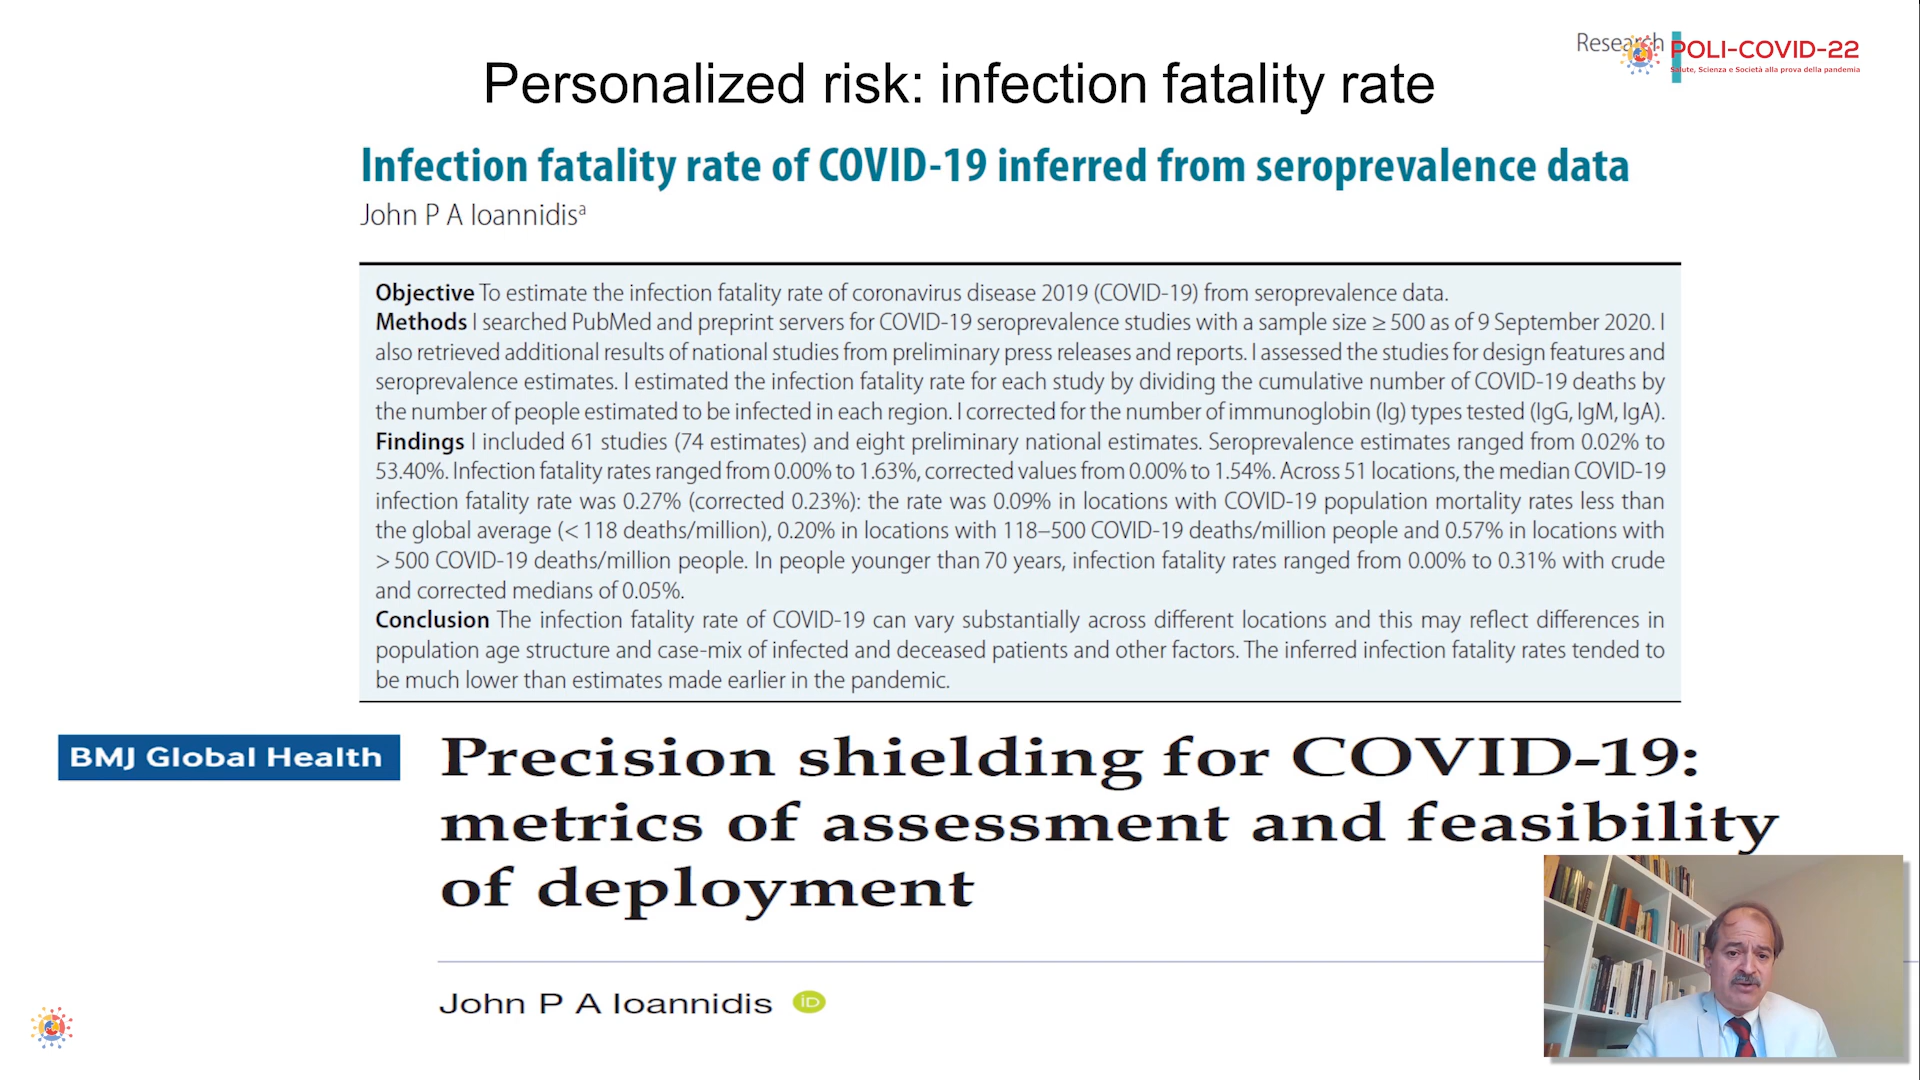 Research
POLI-COVID-22
Salute, Scienza e Società alla prova della pandemia
Personalized risk: infection fatality rate
Infection fatality rate of COVID-19 inferred from seroprevalence data
John P A Ioannidisᵃ
Objective To estimate the infection fatality rate of coronavirus disease 2019 (COVID-19) from seroprevalence data.
Methods I searched PubMed and preprint servers for COVID-19 seroprevalence studies with a sample size ≥ 500 as of 9 September 2020. I
also retrieved additional results of national studies from preliminary press releases and reports. I assessed the studies for design features and
seroprevalence estimates. I estimated the infection fatality rate for each study by dividing the cumulative number of COVID-19 deaths by
the number of people estimated to be infected in each region. I corrected for the number of immunoglobin (Ig) types tested (IgG, IgM, IgA).
Findings I included 61 studies (74 estimates) and eight preliminary national estimates. Seroprevalence estimates ranged from 0.02% to
53.40%. Infection fatality rates ranged from 0.00% to 1.63%, corrected values from 0.00% to 1.54%. Across 51 locations, the median COVID-19
infection fatality rate was 0.27% (corrected 0.23%): the rate was 0.09% in locations with COVID-19 population mortality rates less than
the global average (< 118 deaths/million), 0.20% in locations with 118–500 COVID-19 deaths/million people and 0.57% in locations with
> 500 COVID-19 deaths/million people. In people younger than 70 years, infection fatality rates ranged from 0.00% to 0.31% with crude
and corrected medians of 0.05%.
Conclusion The infection fatality rate of COVID-19 can vary substantially across different locations and this may reflect differences in
population age structure and case-mix of infected and deceased patients and other factors. The inferred infection fatality rates tended to
be much lower than estimates made earlier in the pandemic.
BMJ Global Health
Precision shielding for COVID-19:
metrics of assessment and feasibility
of deployment
John P A Ioannidis iD